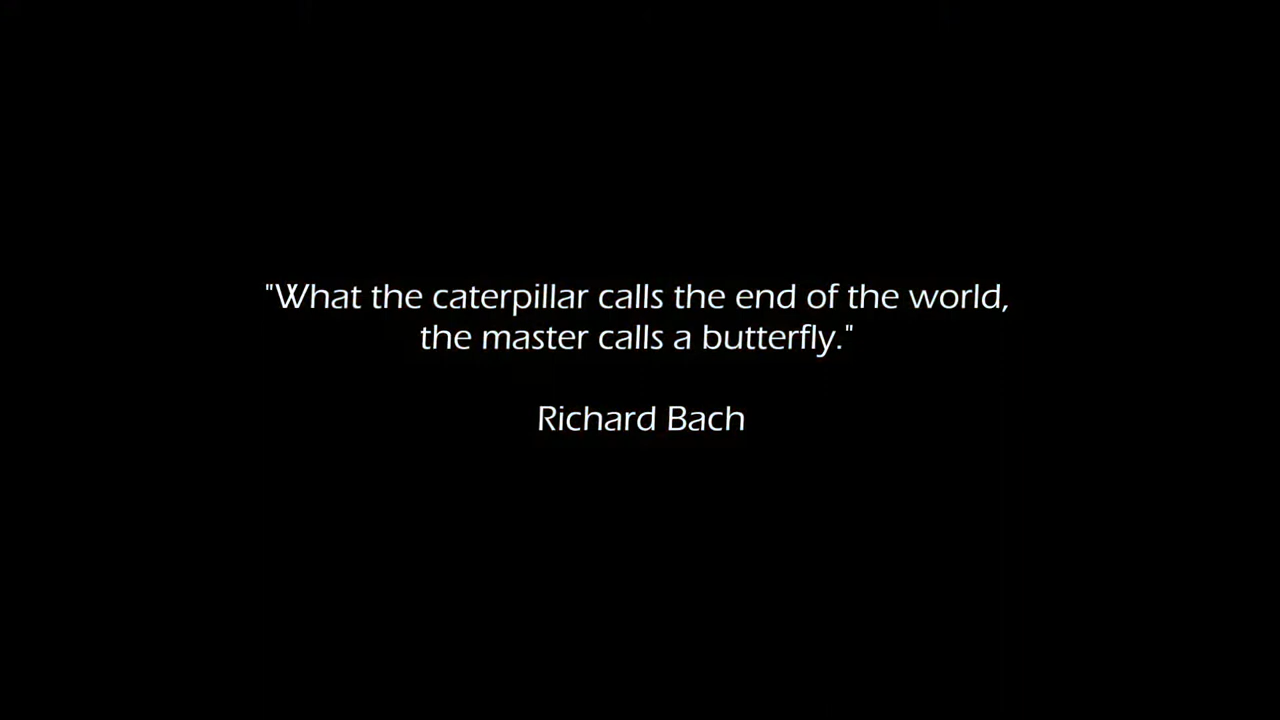 "What the caterpillar calls the end of the world,
the master calls a butterfly."
Richard Bach